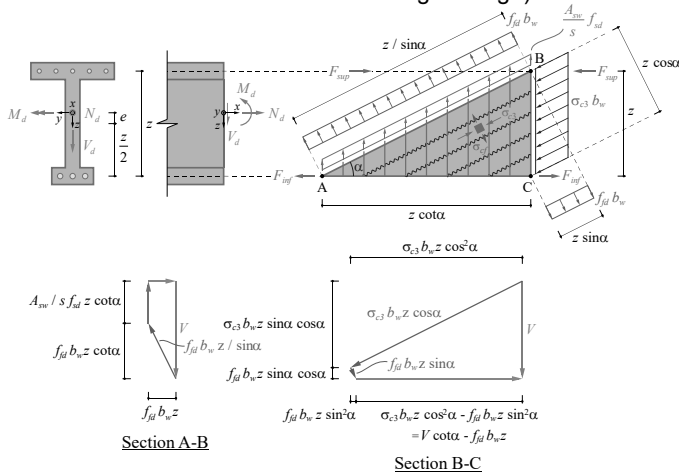 f_fd b_w
A_sw / s f_sd
z / sinα
B
z cosα
F_sup
F_sup
M_d
x
y
z
N_d
e
V_d
z/2
z
M_d
x
N_d
z
V_d
σ_c3
σ_cf
σ_c3 b_w
z
F_inf
α
F_inf
A
C
f_fd b_w
z cotα
z sinα
σ_c3 b_w z cos²α
A_sw / s f_sd z cotα
V
f_fd b_w z / sinα
f_fd b_w z cotα
f_fd b_w z
Section A-B
σ_c3 b_w z sinα cosα
σ_c3 b_w z cosα
V
f_fd b_w z sinα
f_fd b_w z sinα cosα
f_fd b_w z sin²α
σ_c3 b_w z cos²α - f_fd b_w z sin²α
= V cotα - f_fd b_w z
Section B-C